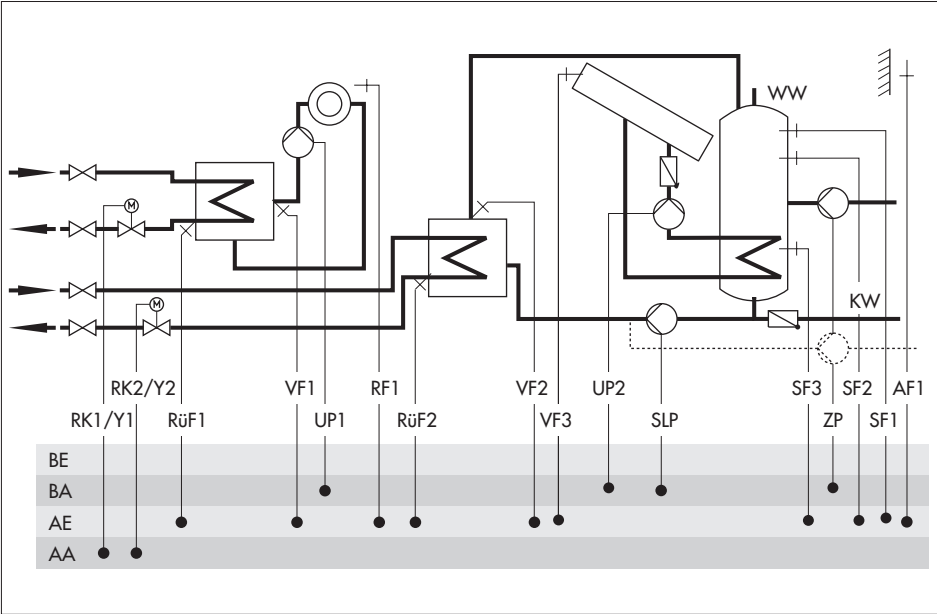 WW
M
M
KW
RK2/Y2 VF1 RF1 VF2 UP2 SF3 SF2 AF1
RK1/Y1 RüF1 UP1 RüF2 VF3 SLP ZP SF1
BE
BA
AE
AA